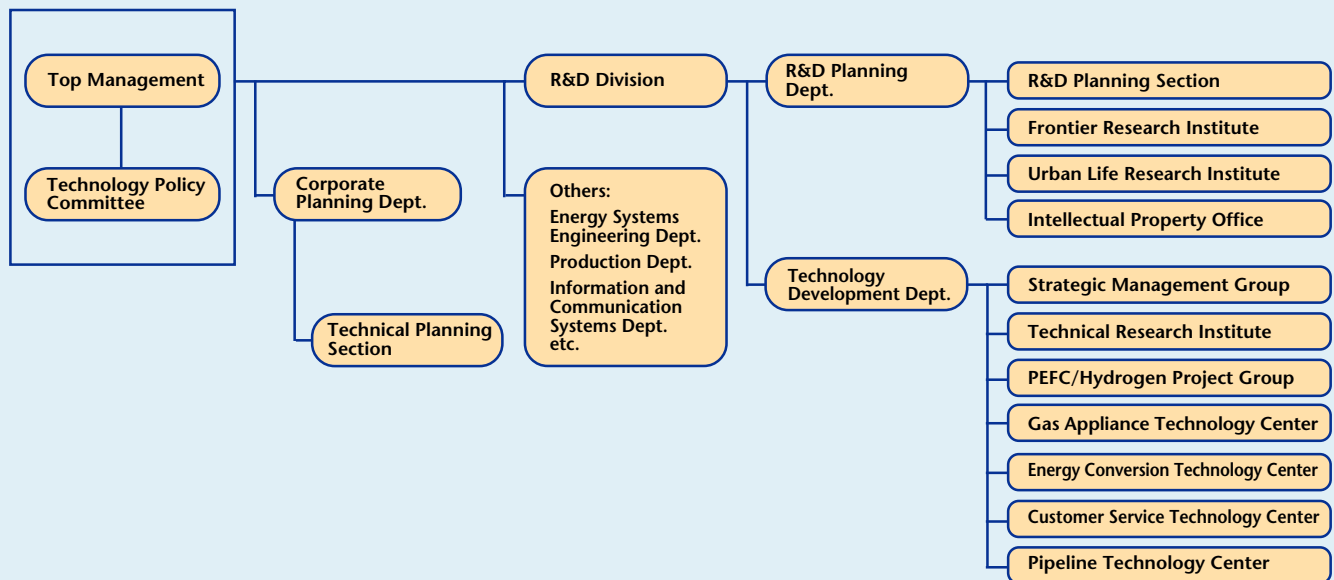 Top Management
Technology Policy
Committee
Corporate
Planning Dept.
Technical Planning
Section
R&D Division
Others:
Energy Systems
Engineering Dept.
Production Dept.
Information and
Communication
Systems Dept.
etc.
R&D Planning
Dept.
Technology
Development Dept.
R&D Planning Section
Frontier Research Institute
Urban Life Research Institute
Intellectual Property Office
Strategic Management Group
Technical Research Institute
PEFC/Hydrogen Project Group
Gas Appliance Technology Center
Energy Conversion Technology Center
Customer Service Technology Center
Pipeline Technology Center